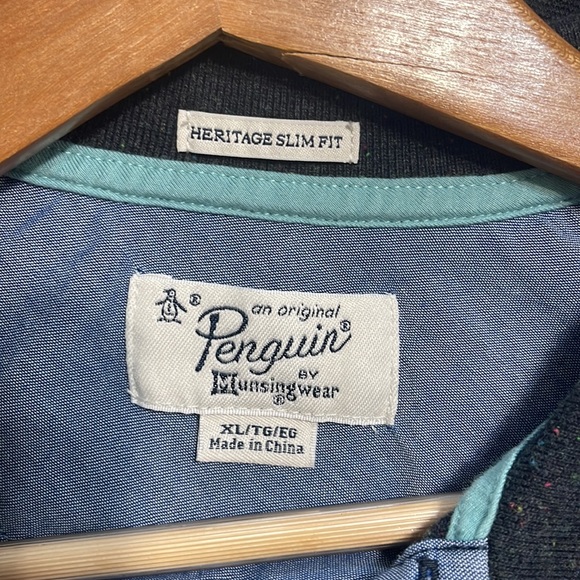 HERITAGE SLIM FIT
® an original
Penguin®
BY
Munsingwear®
XL/TG/EG
Made in China